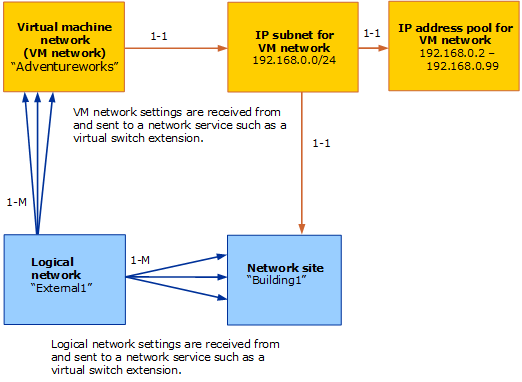 Virtual machine
network
(VM network)
“Adventureworks”
1-1
IP subnet for
VM network
192.168.0.0/24
1-1
IP address pool for
VM network
192.168.0.2 –
192.168.0.99
VM network settings are received from
and sent to a network service such as a
virtual switch extension.
1-1
1-M
Logical
network
“External1”
1-M
Network site
“Building1”
Logical network settings are received from
and sent to a network service such as a
virtual switch extension.